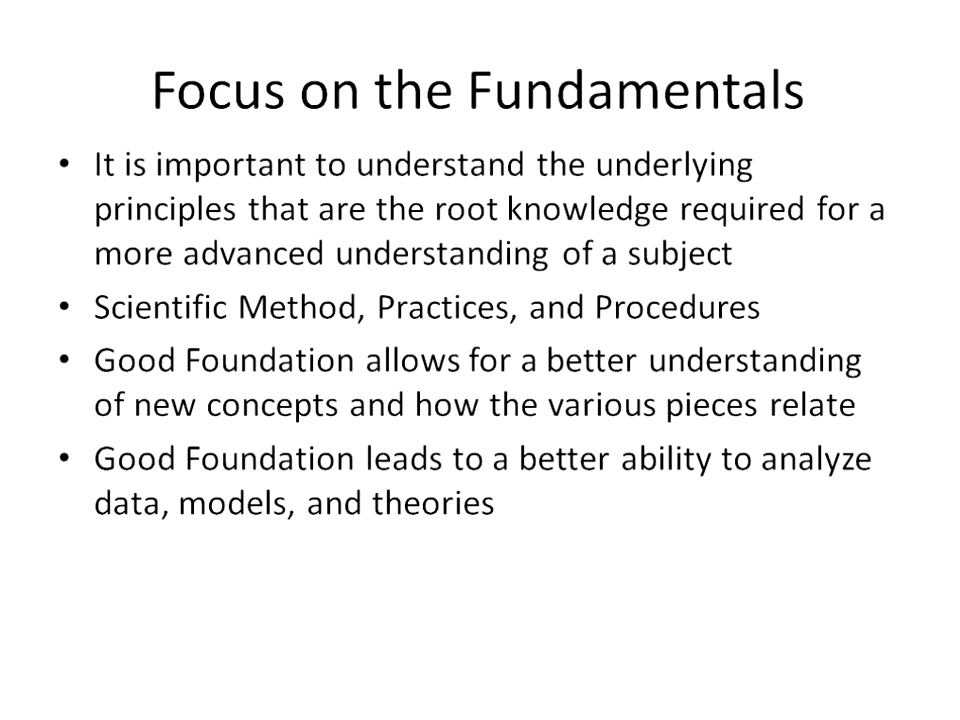 Focus on the Fundamentals
• It is important to understand the underlying
principles that are the root knowledge required for a
more advanced understanding of a subject
• Scientific Method, Practices, and Procedures
• Good Foundation allows for a better understanding
of new concepts and how the various pieces relate
• Good Foundation leads to a better ability to analyze
data, models, and theories